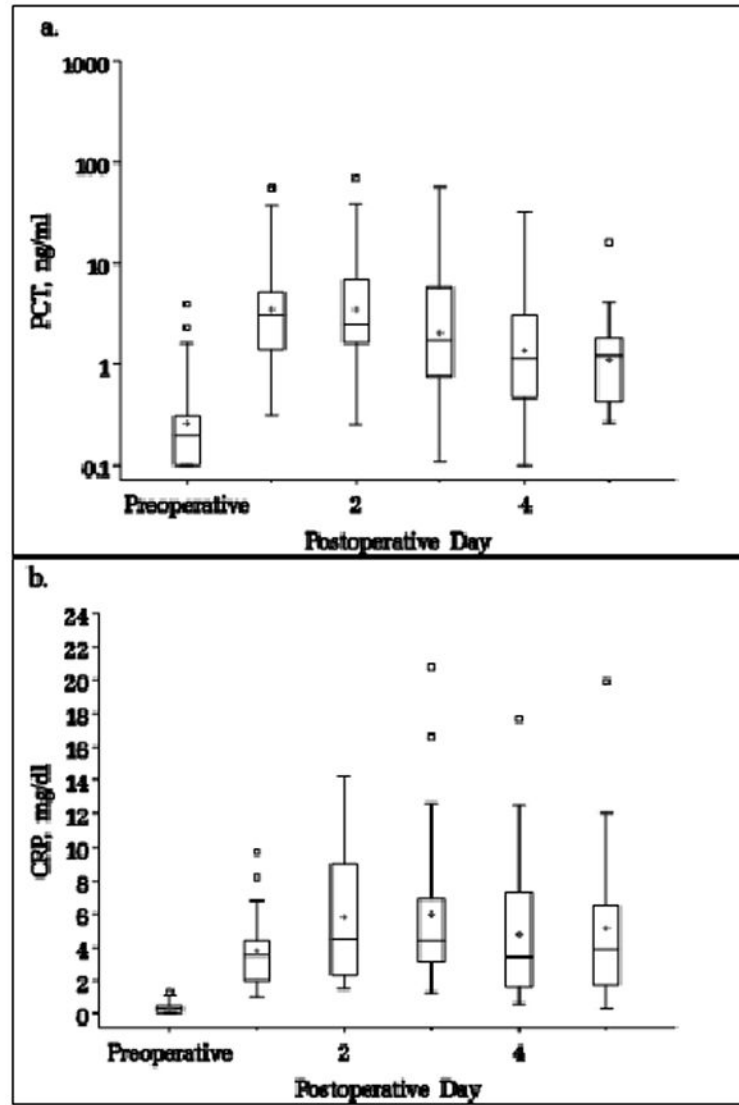 a.
1000
100
10
1
0.1
PCT, ng/ml
Preoperative 2 4
Postoperative Day
b.
24
22
20
18
16
14
12
10
8
6
4
2
0
CRP, mg/dl
Preoperative 2 4
Postoperative Day